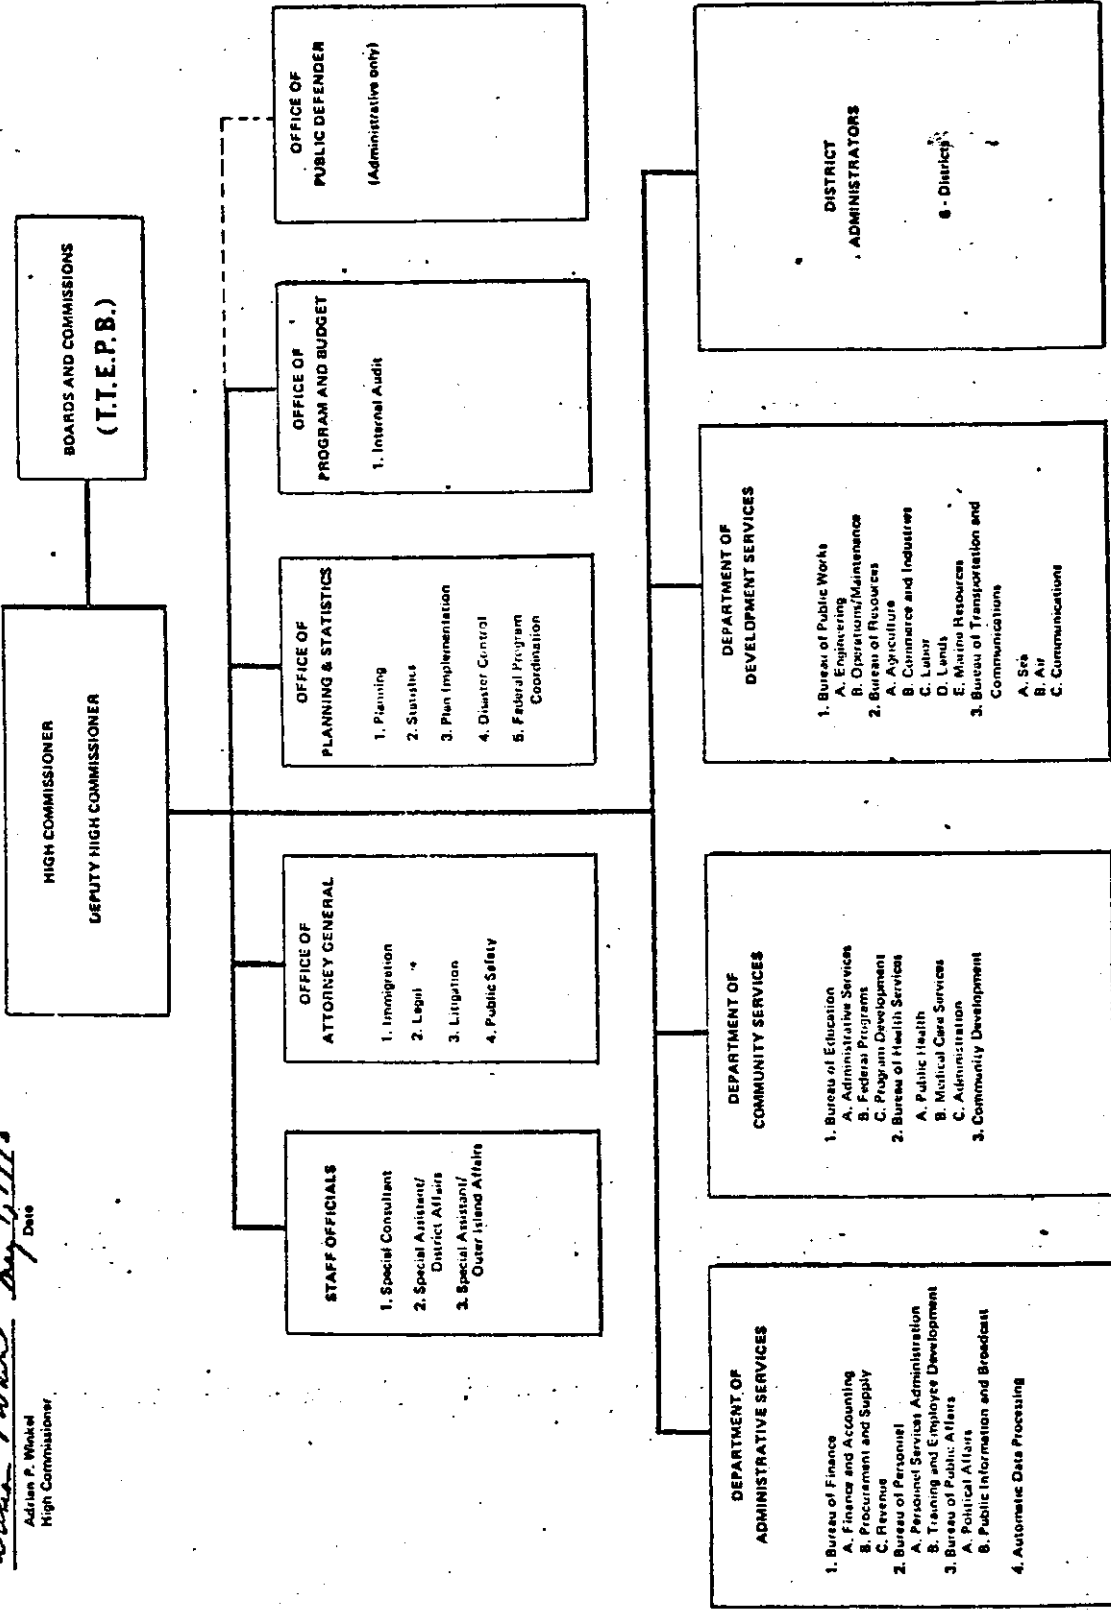 Adrian P. Winkel
High Commissioner
Date
HIGH COMMISSIONER
DEPUTY HIGH COMMISSIONER
BOARDS AND COMMISSIONS
(T.T.E.P.B.)
STAFF OFFICIALS
1. Special Consultant
2. Special Assistant/
District Affairs
3. Special Assistant/
Outer Island Affairs
OFFICE OF
ATTORNEY GENERAL
1. Immigration
2. Legal
3. Litigation
4. Public Safety
OFFICE OF
PLANNING & STATISTICS
1. Planning
2. Statistics
3. Plan Implementation
4. Disaster Control
5. Federal Program
Coordination
OFFICE OF
PROGRAM AND BUDGET
1. Internal Audit
OFFICE OF
PUBLIC DEFENDER
(Administrative only)
DEPARTMENT OF
ADMINISTRATIVE SERVICES
1. Bureau of Finance
A. Finance and Accounting
B. Procurement and Supply
C. Revenue
2. Bureau of Personnel
A. Personnel Services Administration
B. Training and Employee Development
3. Bureau of Public Affairs
A. Political Affairs
B. Public Information and Broadcast
4. Automatic Data Processing
DEPARTMENT OF
COMMUNITY SERVICES
1. Bureau of Education
A. Administrative Services
B. Federal Programs
C. Program Development
2. Bureau of Health Services
A. Public Health
B. Medical Care Services
C. Administration
3. Community Development
DEPARTMENT OF
DEVELOPMENT SERVICES
1. Bureau of Public Works
A. Engineering
B. Operations/Maintenance
2. Bureau of Resources
A. Agriculture
B. Commerce and Industries
C. Labor
D. Lands
E. Marine Resources
3. Bureau of Transportation and
Communications
A. Sea
B. Air
C. Communications
DISTRICT
ADMINISTRATORS
6 - Districts